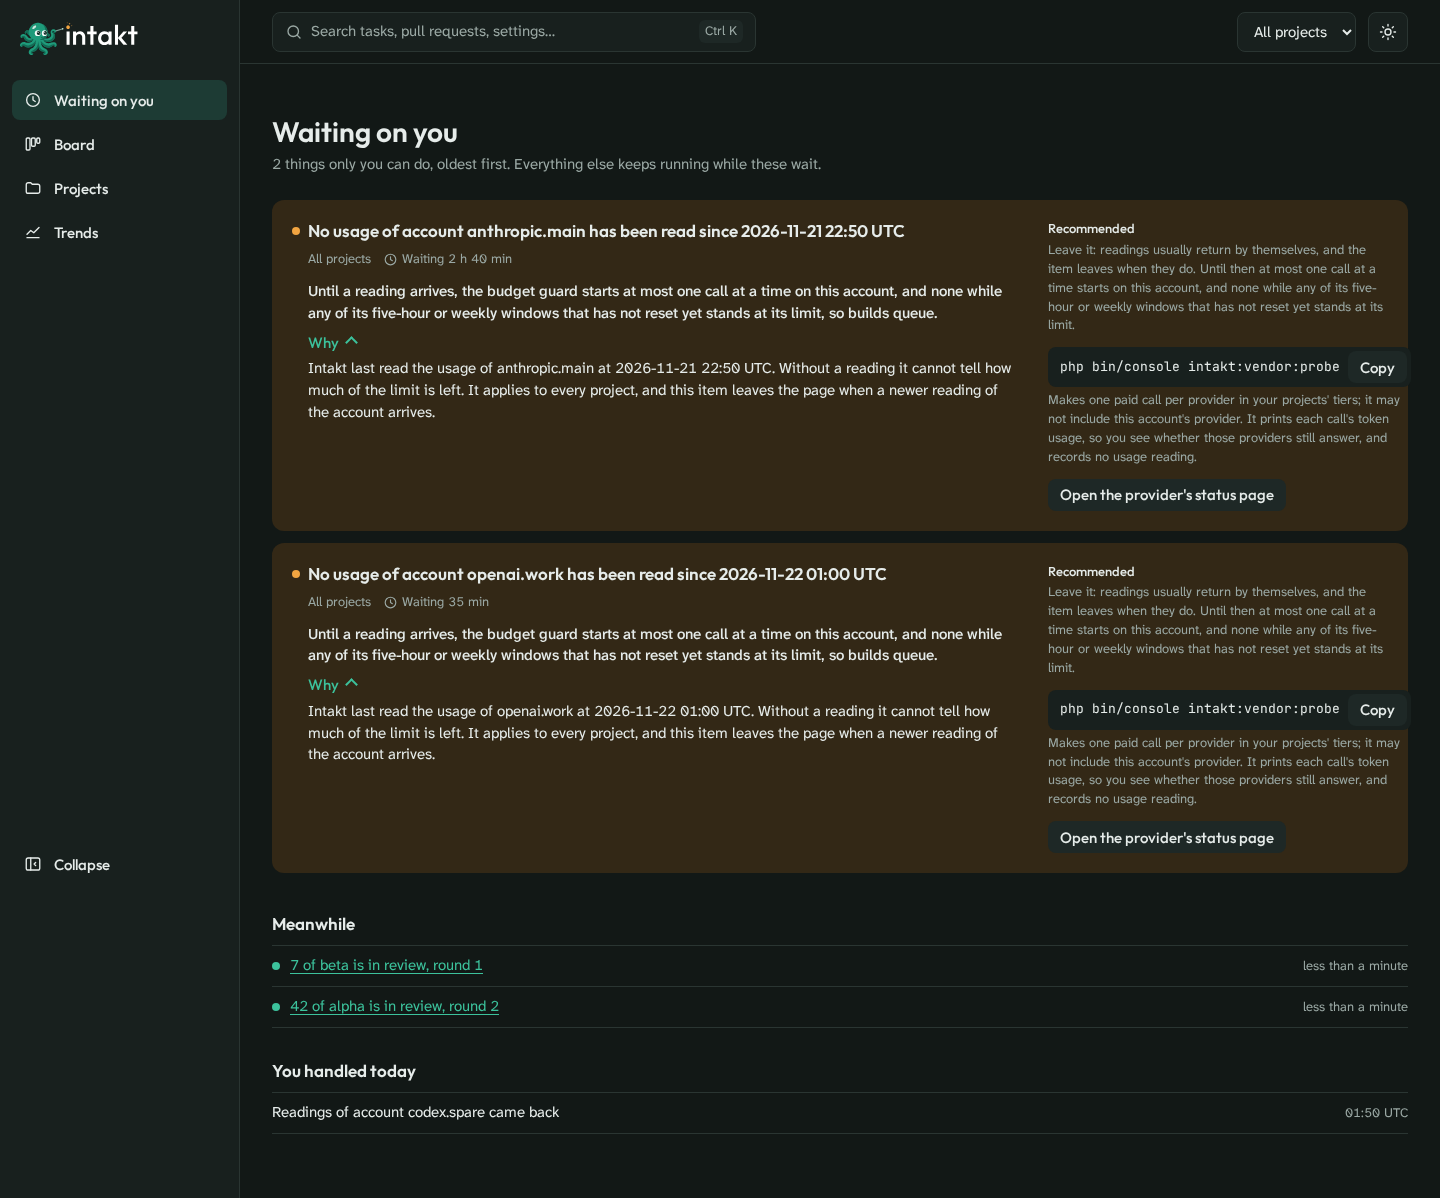 intakt
Search tasks, pull requests, settings...
Ctrl K
All projects
Waiting on you
Board
Projects
Trends
Collapse
Waiting on you
2 things only you can do, oldest first. Everything else keeps running while these wait.
No usage of account anthropic.main has been read since 2026-11-21 22:50 UTC
All projects
Waiting 2 h 40 min
Until a reading arrives, the budget guard starts at most one call at a time on this account, and none while
any of its five-hour or weekly windows that has not reset yet stands at its limit, so builds queue.
Why
Intakt last read the usage of anthropic.main at 2026-11-21 22:50 UTC. Without a reading it cannot tell how
much of the limit is left. It applies to every project, and this item leaves the page when a newer reading of
the account arrives.
Recommended
Leave it: readings usually return by themselves, and the
item leaves when they do. Until then at most one call at a
time starts on this account, and none while any of its five-
hour or weekly windows that has not reset yet stands at its
limit.
php bin/console intakt:vendor:probe
Copy
Makes one paid call per provider in your projects' tiers; it may
not include this account's provider. It prints each call's token
usage, so you see whether those providers still answer, and
records no usage reading.
Open the provider's status page
No usage of account openai.work has been read since 2026-11-22 01:00 UTC
All projects
Waiting 35 min
Until a reading arrives, the budget guard starts at most one call at a time on this account, and none while
any of its five-hour or weekly windows that has not reset yet stands at its limit, so builds queue.
Why
Intakt last read the usage of openai.work at 2026-11-22 01:00 UTC. Without a reading it cannot tell how
much of the limit is left. It applies to every project, and this item leaves the page when a newer reading of
the account arrives.
Recommended
Leave it: readings usually return by themselves, and the
item leaves when they do. Until then at most one call at a
time starts on this account, and none while any of its five-
hour or weekly windows that has not reset yet stands at its
limit.
php bin/console intakt:vendor:probe
Copy
Makes one paid call per provider in your projects' tiers; it may
not include this account's provider. It prints each call's token
usage, so you see whether those providers still answer, and
records no usage reading.
Open the provider's status page
Meanwhile
7 of beta is in review, round 1
less than a minute
42 of alpha is in review, round 2
less than a minute
You handled today
Readings of account codex.spare came back
01:50 UTC